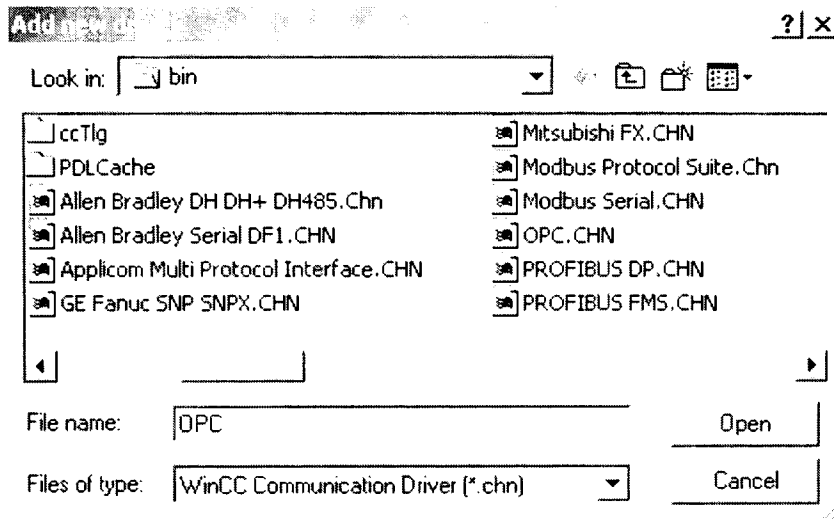 Add new d
Look in: bin
ccTlg
PDLCache
Allen Bradley DH DH+ DH485.Chn
Allen Bradley Serial DF1.CHN
Applicom Multi Protocol Interface.CHN
GE Fanuc SNP SNPX.CHN
Mitsubishi FX.CHN
Modbus Protocol Suite.Chn
Modbus Serial.CHN
OPC.CHN
PROFIBUS DP.CHN
PROFIBUS FMS.CHN
File name: OPC Open
Files of type: WinCC Communication Driver (*.chn) Cancel